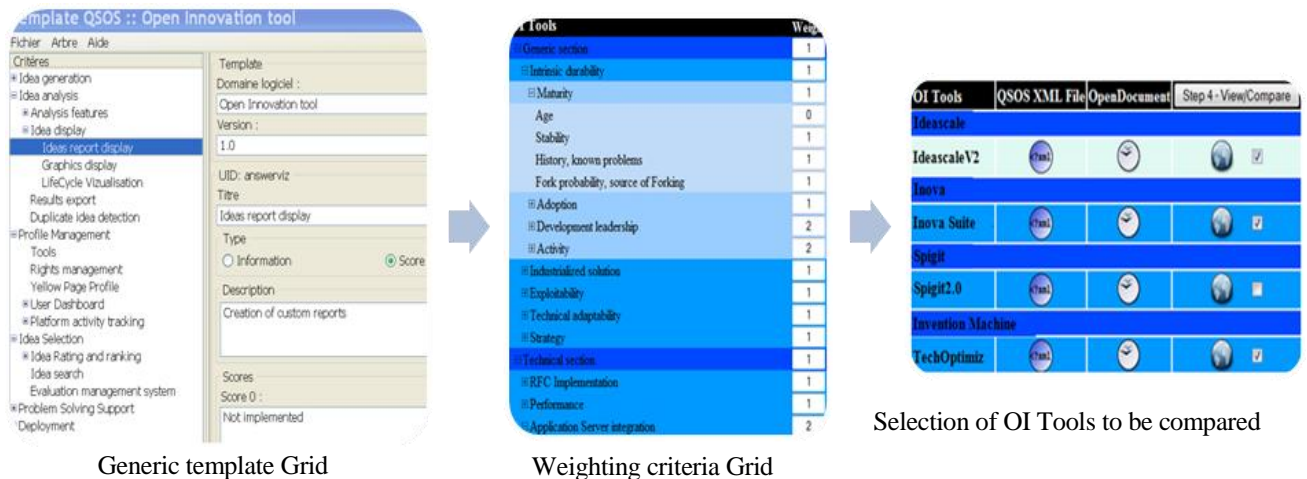 Template QSOS :: Open Innovation tool
Fichier Arbre Aide
Critères
Idea generation
Idea analysis
Analysis features
Idea display
Ideas report display
Graphics display
LifeCycle Vizualisation
Results export
Duplicate idea detection
Profile Management
Tools
Rights management
Yellow Page Profile
User Dashboard
Platform activity tracking
Idea Selection
Idea Rating and ranking
Idea search
Evaluation management system
Problem Solving Support
Deployment
Template
Domaine logiciel :
Open Innovation tool
Version :
1.0
UID: answerviz
Titre
Ideas report display
Type
Information Score
Description
Creation of custom reports
Scores
Score 0 :
Not implemented
Generic template Grid
OI Tools Weig
Generic section 1
Intrinsic durability 1
Maturity 1
Age 0
Stability 1
History, known problems 1
Fork probability, source of Forking 1
Adoption 1
Development leadership 2
Activity 2
Industrialized solution 1
Exploitability 1
Technical adaptability 1
Strategy 1
Technical section 1
RFC Implementation 1
Performance 1
Application Server integration 2
Weighting criteria Grid
OI Tools QSOS XML File OpenDocument Step 4 - View/Compare
Ideascale
IdeascaleV2
Inova
Inova Suite
Spigit
Spigit2.0
Invention Machine
TechOptimiz
Selection of OI Tools to be compared